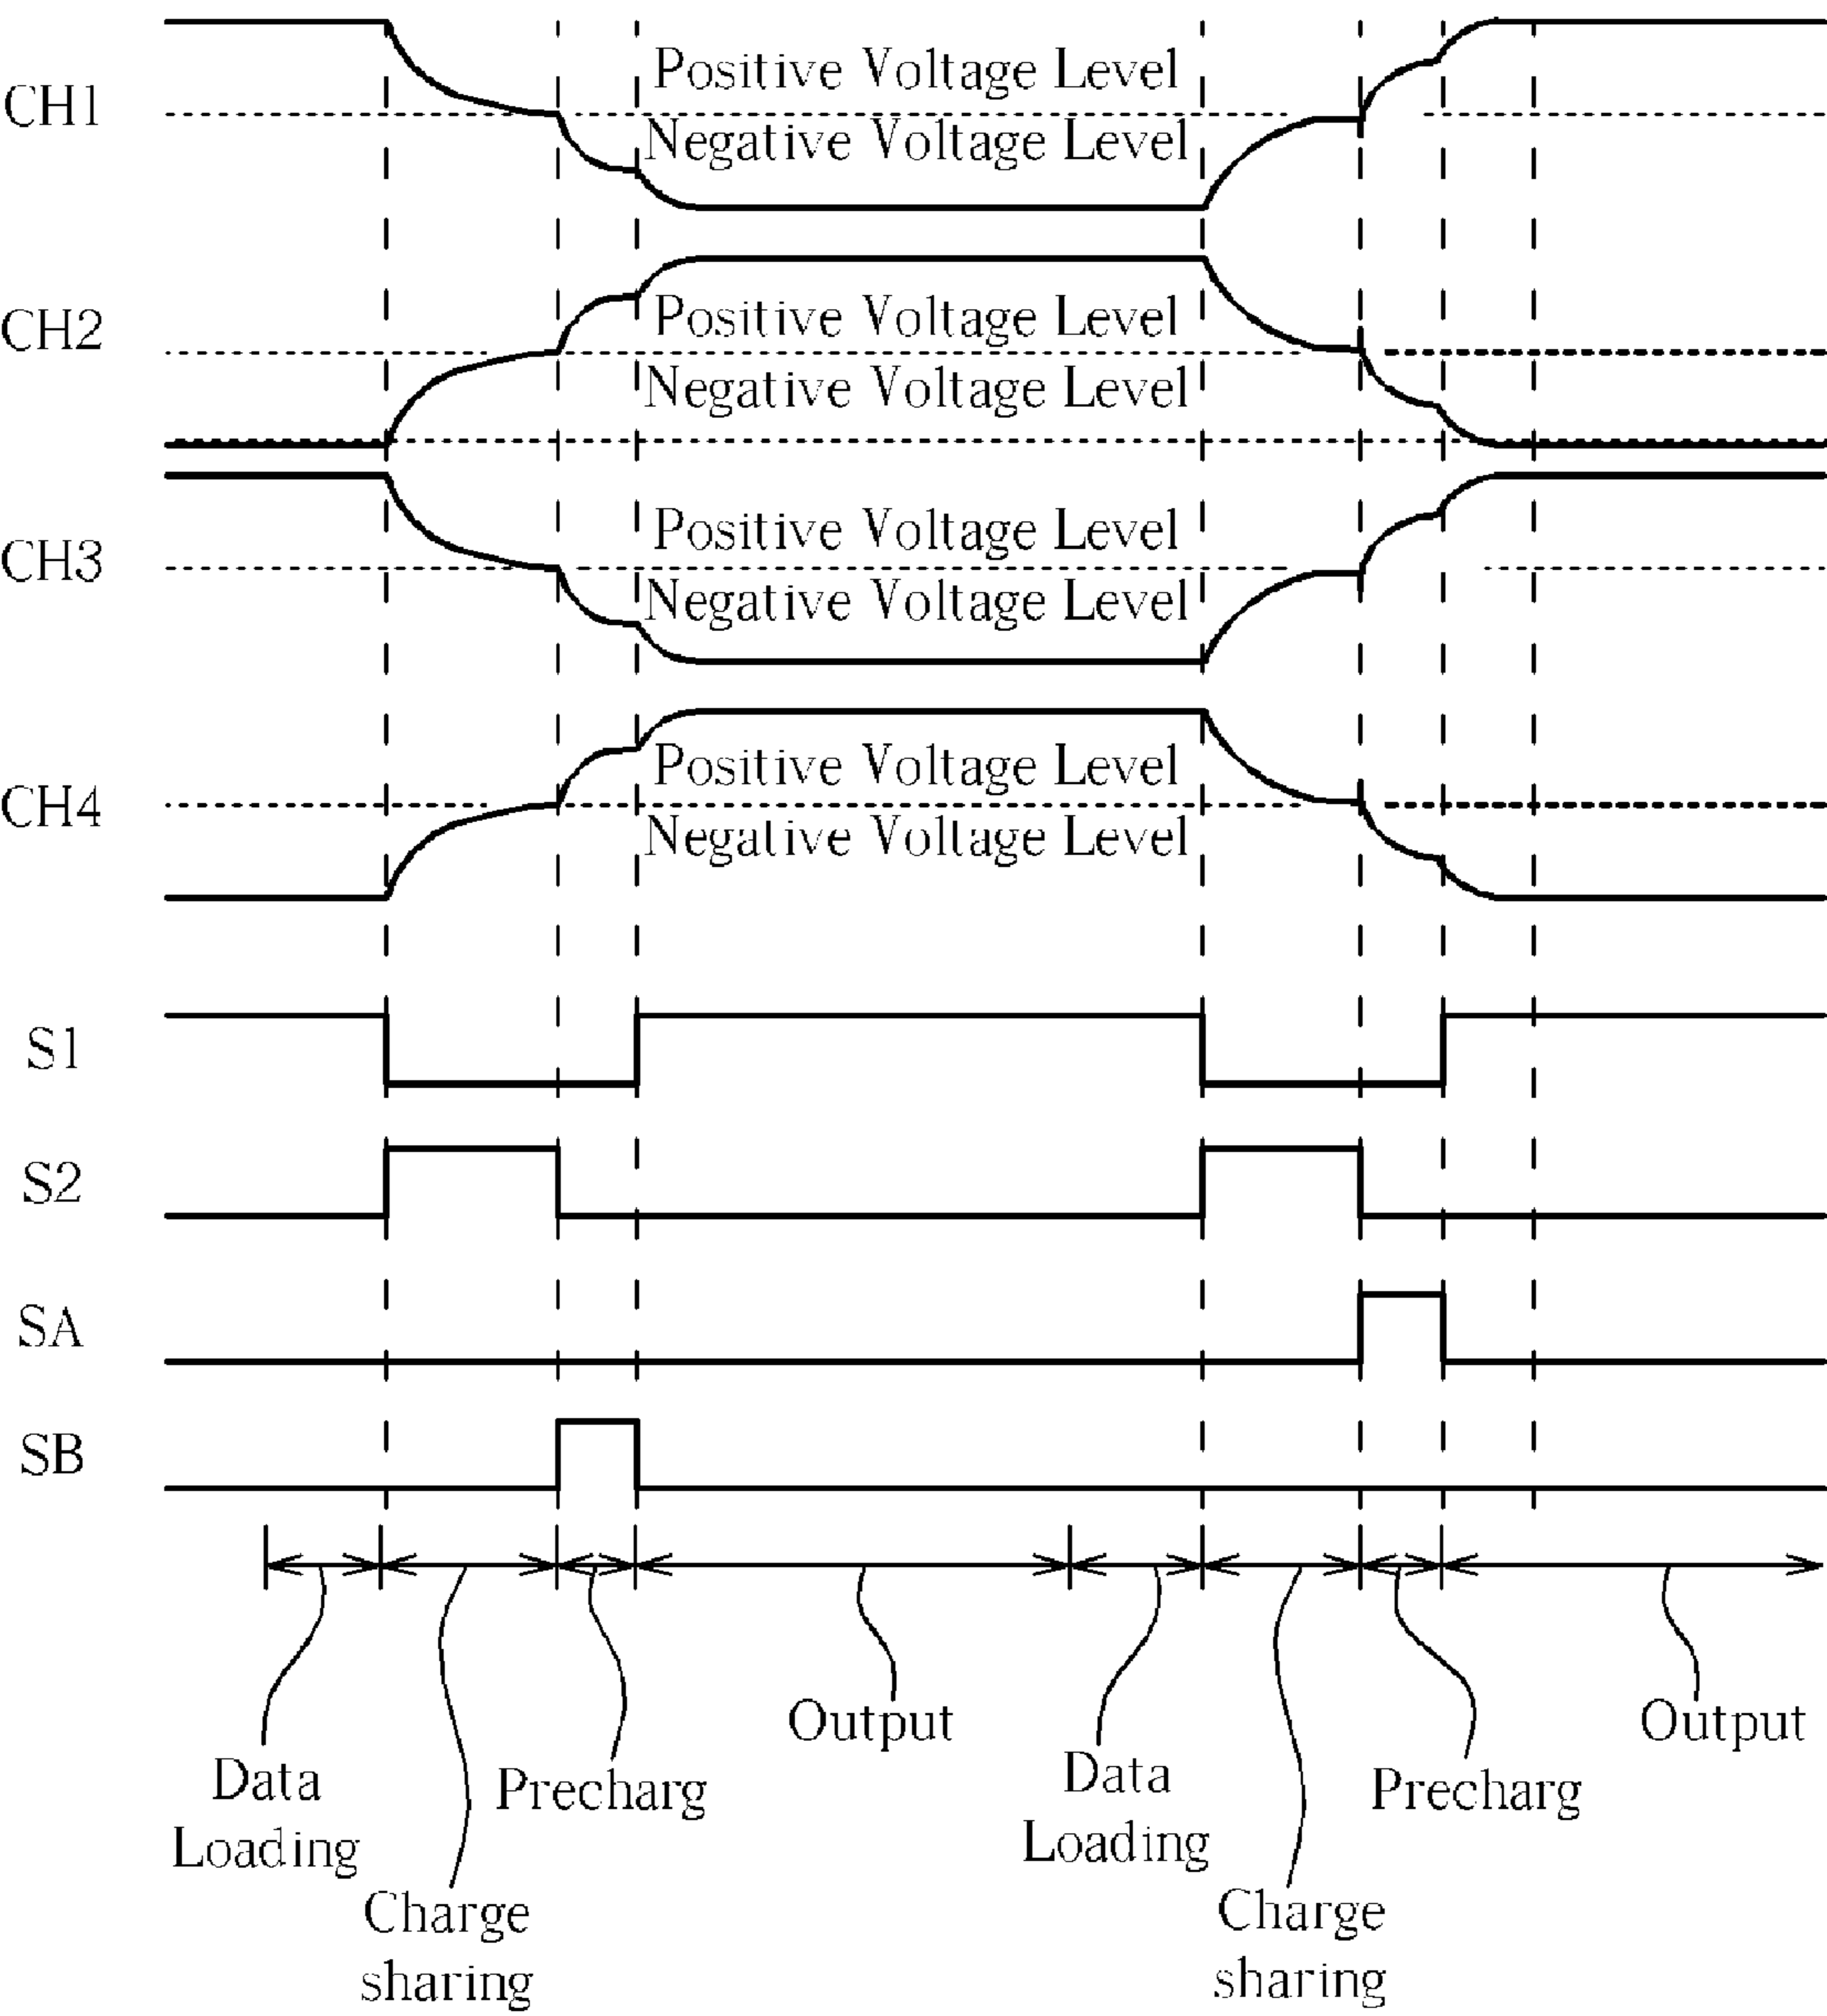 CH1
Positive Voltage Level
Negative Voltage Level
CH2
Positive Voltage Level
Negative Voltage Level
CH3
Positive Voltage Level
Negative Voltage Level
CH4
Positive Voltage Level
Negative Voltage Level
S1
S2
SA
SB
Data
Loading
Charge
sharing
Precharg
Output
Data
Loading
Charge
sharing
Precharg
Output